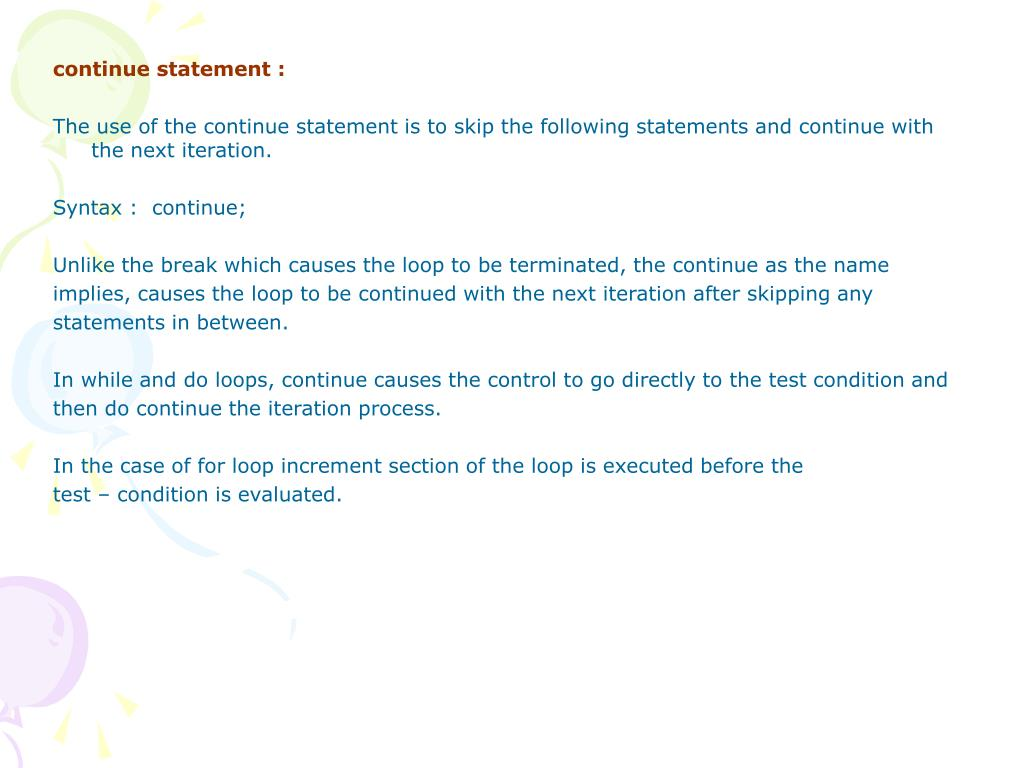 continue statement :
The use of the continue statement is to skip the following statements and continue with
the next iteration.
Syntax :  continue;
Unlike the break which causes the loop to be terminated, the continue as the name
implies, causes the loop to be continued with the next iteration after skipping any
statements in between.
In while and do loops, continue causes the control to go directly to the test condition and
then do continue the iteration process.
In the case of for loop increment section of the loop is executed before the
test – condition is evaluated.